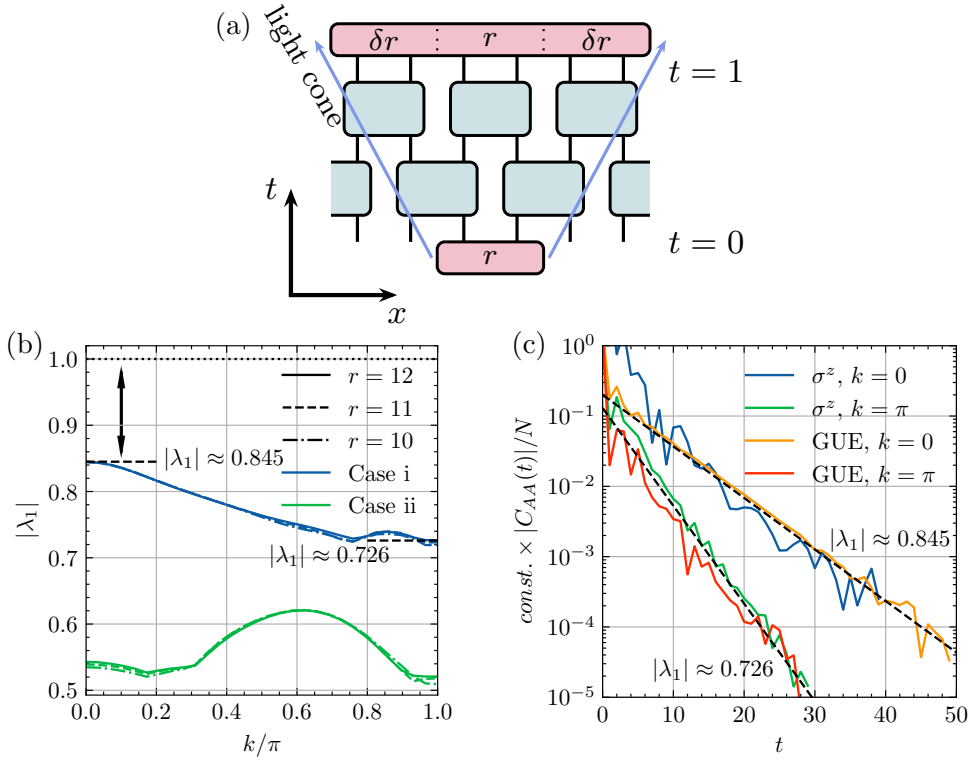 (a)
δr ⋮ r ⋮ δr
light cone
t = 1
t
r
t = 0
x
(b)
|λ₁|
1.0
0.9
0.8
0.7
0.6
0.5
0.0 0.2 0.4 0.6 0.8 1.0
k/π
r = 12
r = 11
r = 10
Case i
Case ii
|λ₁| ≈ 0.845
|λ₁| ≈ 0.726
(c)
const. × |C_AA(t)|/N
10⁰
10⁻¹
10⁻²
10⁻³
10⁻⁴
10⁻⁵
0 10 20 30 40 50
t
σᶻ, k = 0
σᶻ, k = π
GUE, k = 0
GUE, k = π
|λ₁| ≈ 0.845
|λ₁| ≈ 0.726